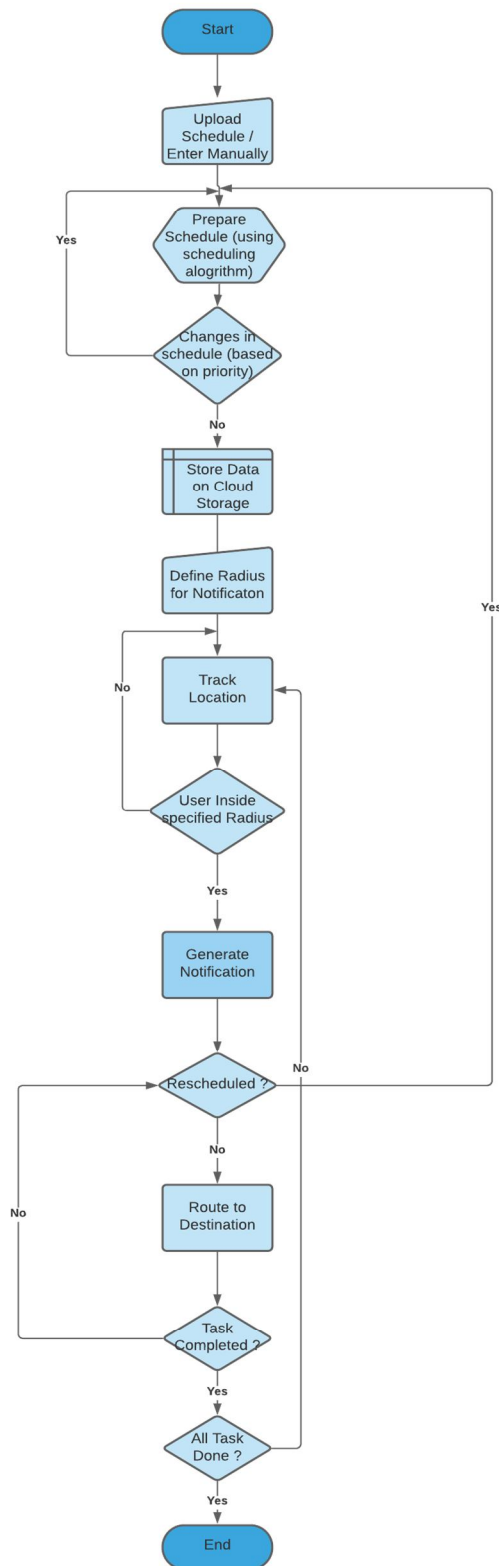 Start
Upload
Schedule /
Enter Manually
Yes
Prepare
Schedule (using
scheduling
alogrithm)
Changes in
schedule (based
on priority)
No
Store Data
on Cloud
Storage
Define Radius
for Notificaton
Yes
No
Track
Location
User Inside
specified Radius
Yes
Generate
Notification
No
Rescheduled ?
No
No
Route to
Destination
Task
Completed ?
Yes
All Task
Done ?
Yes
End